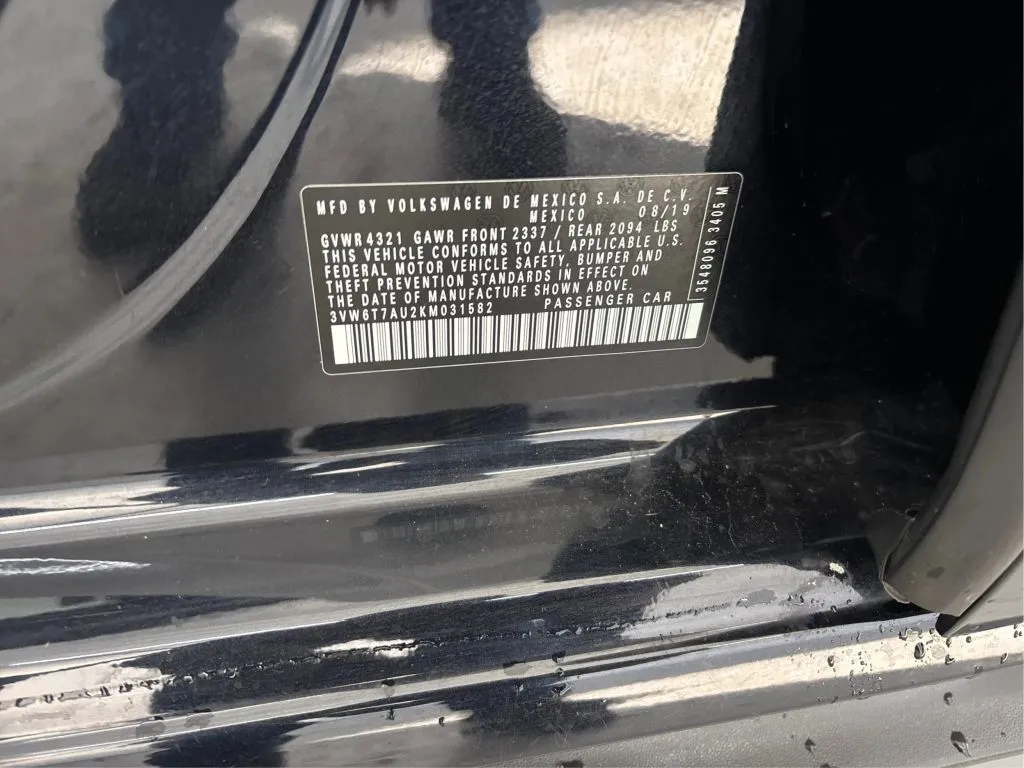 MFD BY VOLKSWAGEN DE MEXICO S.A. DE C.V.
MEXICO 08/19
GVWR 4321 GAWR FRONT 2337 / REAR 2094 LBS
THIS VEHICLE CONFORMS TO ALL APPLICABLE U.S.
FEDERAL MOTOR VEHICLE SAFETY, BUMPER AND
THEFT PREVENTION STANDARDS IN EFFECT ON
THE DATE OF MANUFACTURE SHOWN ABOVE.
3VW6T7AU2KM031582 PASSENGER CAR
3548096 3405 M